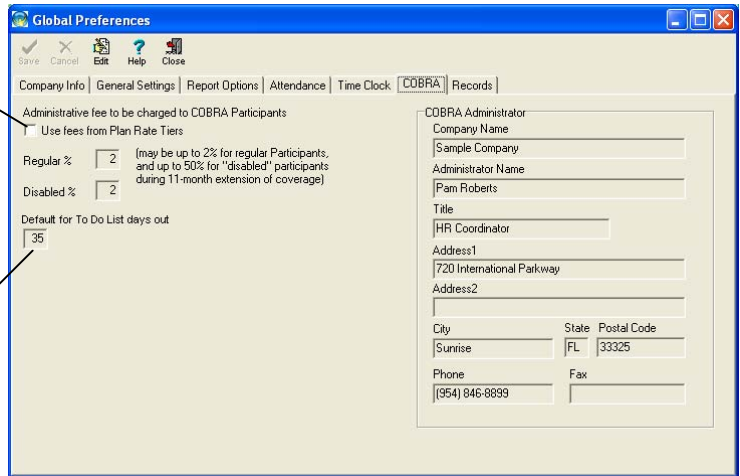 Global Preferences
Save Cancel Edit Help Close
Company Info General Settings Report Options Attendance Time Clock COBRA Records
Administrative fee to be charged to COBRA Participants
Use fees from Plan Rate Tiers
Regular % 2
(may be up to 2% for regular Participants,
and up to 50% for "disabled" participants
during 11-month extension of coverage)
Disabled % 2
Default for To Do List days out
35
COBRA Administrator
Company Name
Sample Company
Administrator Name
Pam Roberts
Title
HR Coordinator
Address1
720 International Parkway
Address2
City State Postal Code
Sunrise FL 33325
Phone Fax
(954) 846-8899